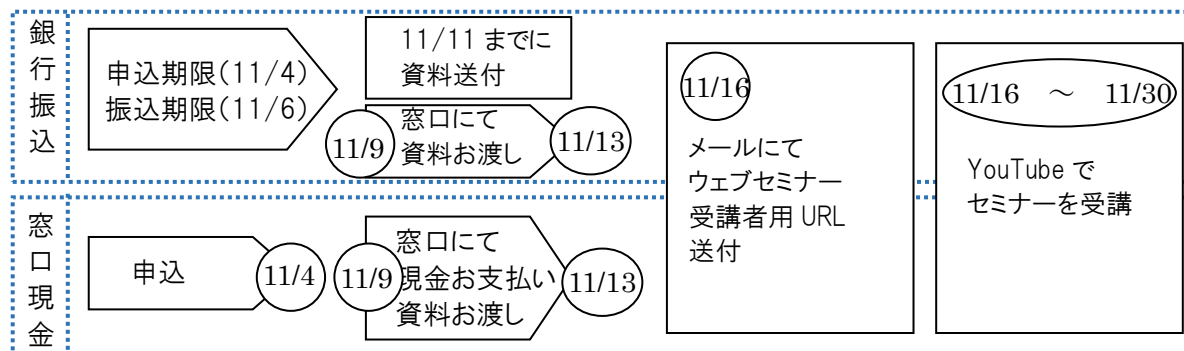 銀行振込
申込期限(11/4)
振込期限(11/6)
11/11 までに
資料送付
11/9
窓口にて
資料お渡し
11/13
窓口現金
申込
11/4
11/9
窓口にて
現金お支払い
資料お渡し
11/13
11/16
メールにて
ウェブセミナー
受講者用 URL
送付
11/16 ～ 11/30
YouTube で
セミナーを受講